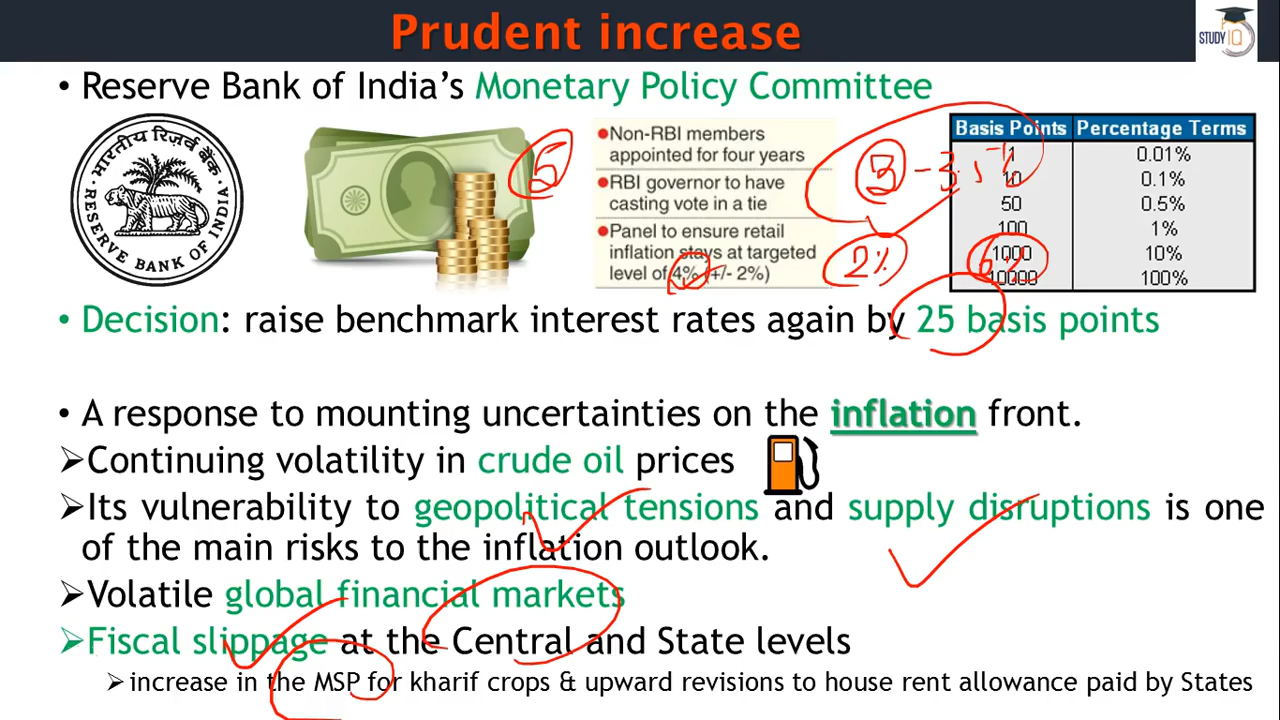 Prudent increase
STUDY IQ
• Reserve Bank of India's Monetary Policy Committee
भारतीय रिज़र्व बैंक
RESERVE BANK OF INDIA
5
• Non-RBI members
appointed for four years
• RBI governor to have
casting vote in a tie
• Panel to ensure retail
inflation stays at targeted
level of 4% (+/- 2%)
3 - 3.5%
2%
6%
Basis Points Percentage Terms
1 0.01%
10 0.1%
50 0.5%
100 1%
1000 10%
10000 100%
• Decision: raise benchmark interest rates again by 25 basis points
• A response to mounting uncertainties on the inflation front.
➢Continuing volatility in crude oil prices
➢Its vulnerability to geopolitical tensions and supply disruptions is one
of the main risks to the inflation outlook.
➢Volatile global financial markets
➢Fiscal slippage at the Central and State levels
➢increase in the MSP for kharif crops & upward revisions to house rent allowance paid by States